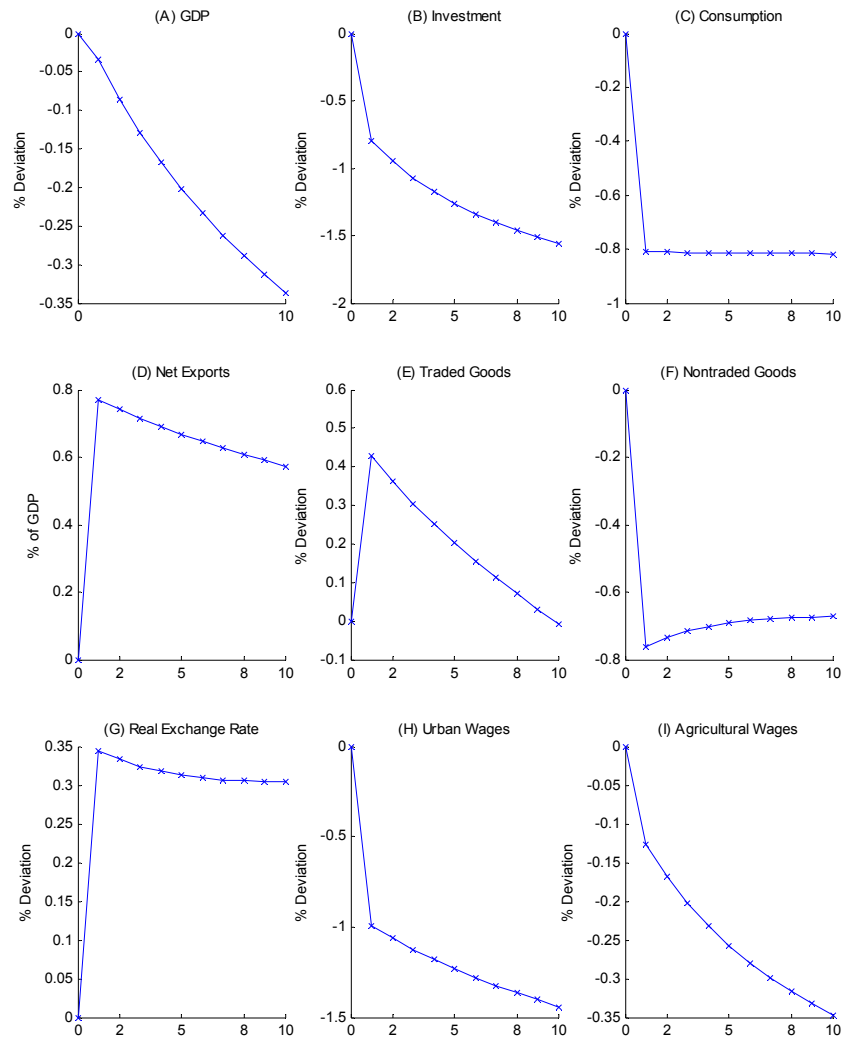 (A) GDP
% Deviation
0
-0.05
-0.1
-0.15
-0.2
-0.25
-0.3
-0.35
0 10
(B) Investment
% Deviation
0
-0.5
-1
-1.5
-2
0 2 5 8 10
(C) Consumption
% Deviation
0
-0.2
-0.4
-0.6
-0.8
-1
0 2 5 8 10
(D) Net Exports
% of GDP
0.8
0.6
0.4
0.2
0
0 2 5 8 10
(E) Traded Goods
% Deviation
0.6
0.5
0.4
0.3
0.2
0.1
0
-0.1
0 2 5 8 10
(F) Nontraded Goods
% Deviation
0
-0.2
-0.4
-0.6
-0.8
0 2 5 8 10
(G) Real Exchange Rate
% Deviation
0.35
0.3
0.25
0.2
0.15
0.1
0.05
0
0 2 5 8 10
(H) Urban Wages
% Deviation
0
-0.5
-1
-1.5
0 2 5 8 10
(I) Agricultural Wages
% Deviation
0
-0.05
-0.1
-0.15
-0.2
-0.25
-0.3
-0.35
0 2 5 8 10